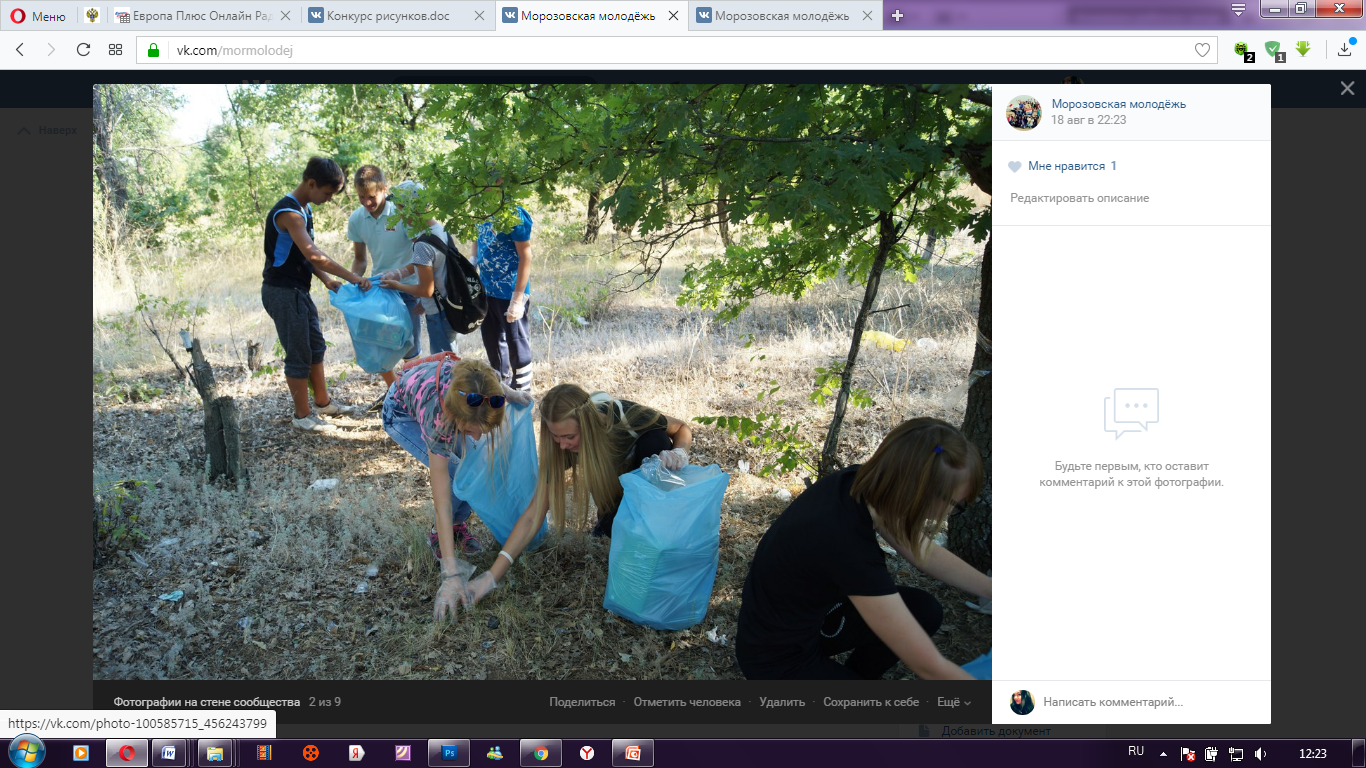 Меню
Европа Плюс Онлайн Рад
Конкурс рисунков.doc
Морозовская молодёжь
Морозовская молодёжь
vk.com/mormolodej
2
1
Наверх
Морозовская молодёжь
18 авг в 22:23
Мне нравится 1
Редактировать описание
Будьте первым, кто оставит
комментарий к этой фотографии.
Фотографии на стене сообщества 2 из 9
Поделиться · Отметить человека · Удалить · Сохранить к себе · Ещё
Написать комментарий...
https://vk.com/photo-100585715_456243799
Добавить документ
RU
12:23